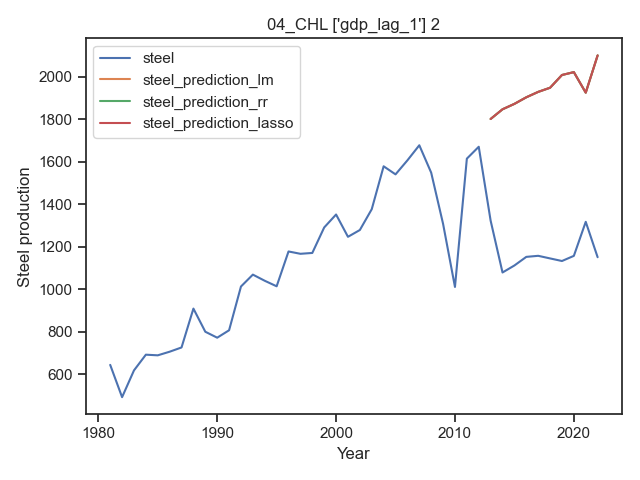 04_CHL ['gdp_lag_1'] 2
steel
steel_prediction_lm
steel_prediction_rr
steel_prediction_lasso
Steel production
2000
1800
1600
1400
1200
1000
800
600
1980
1990
2000
2010
2020
Year